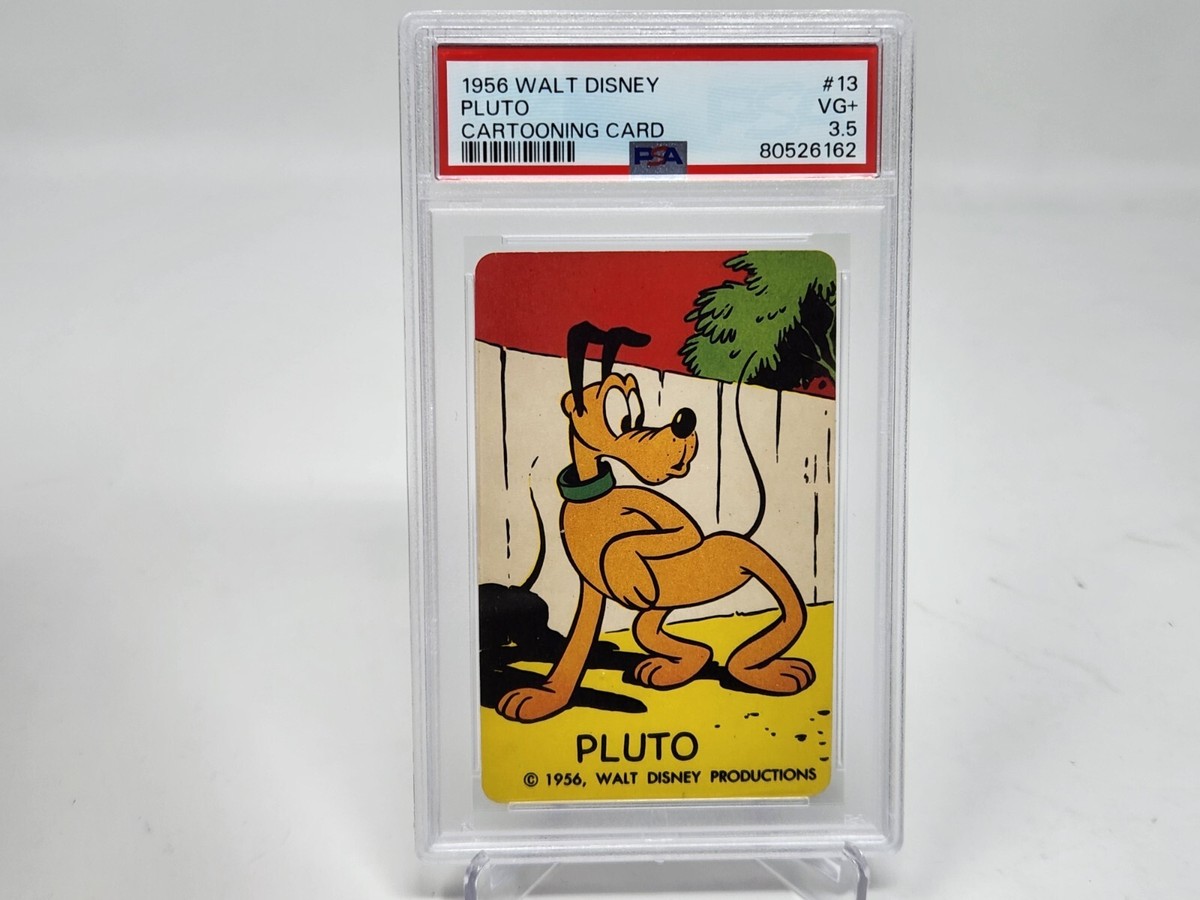 1956 WALT DISNEY #13
PLUTO VG+
CARTOONING CARD 3.5
PSA 80526162
PLUTO
© 1956, WALT DISNEY PRODUCTIONS